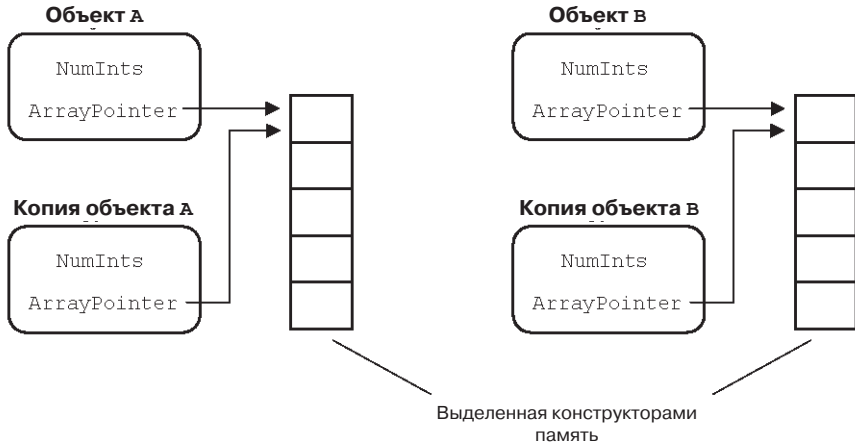 Объект A
NumInts
ArrayPointer
Копия объекта A
NumInts
ArrayPointer
Объект B
NumInts
ArrayPointer
Копия объекта B
NumInts
ArrayPointer
Выделенная конструкторами
память